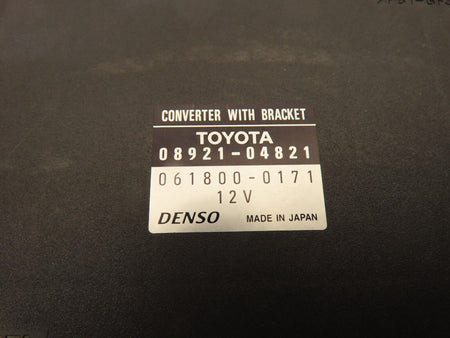 CONVERTER WITH BRACKET
TOYOTA
08921-04821
061800-0171
12V
DENSO MADE IN JAPAN